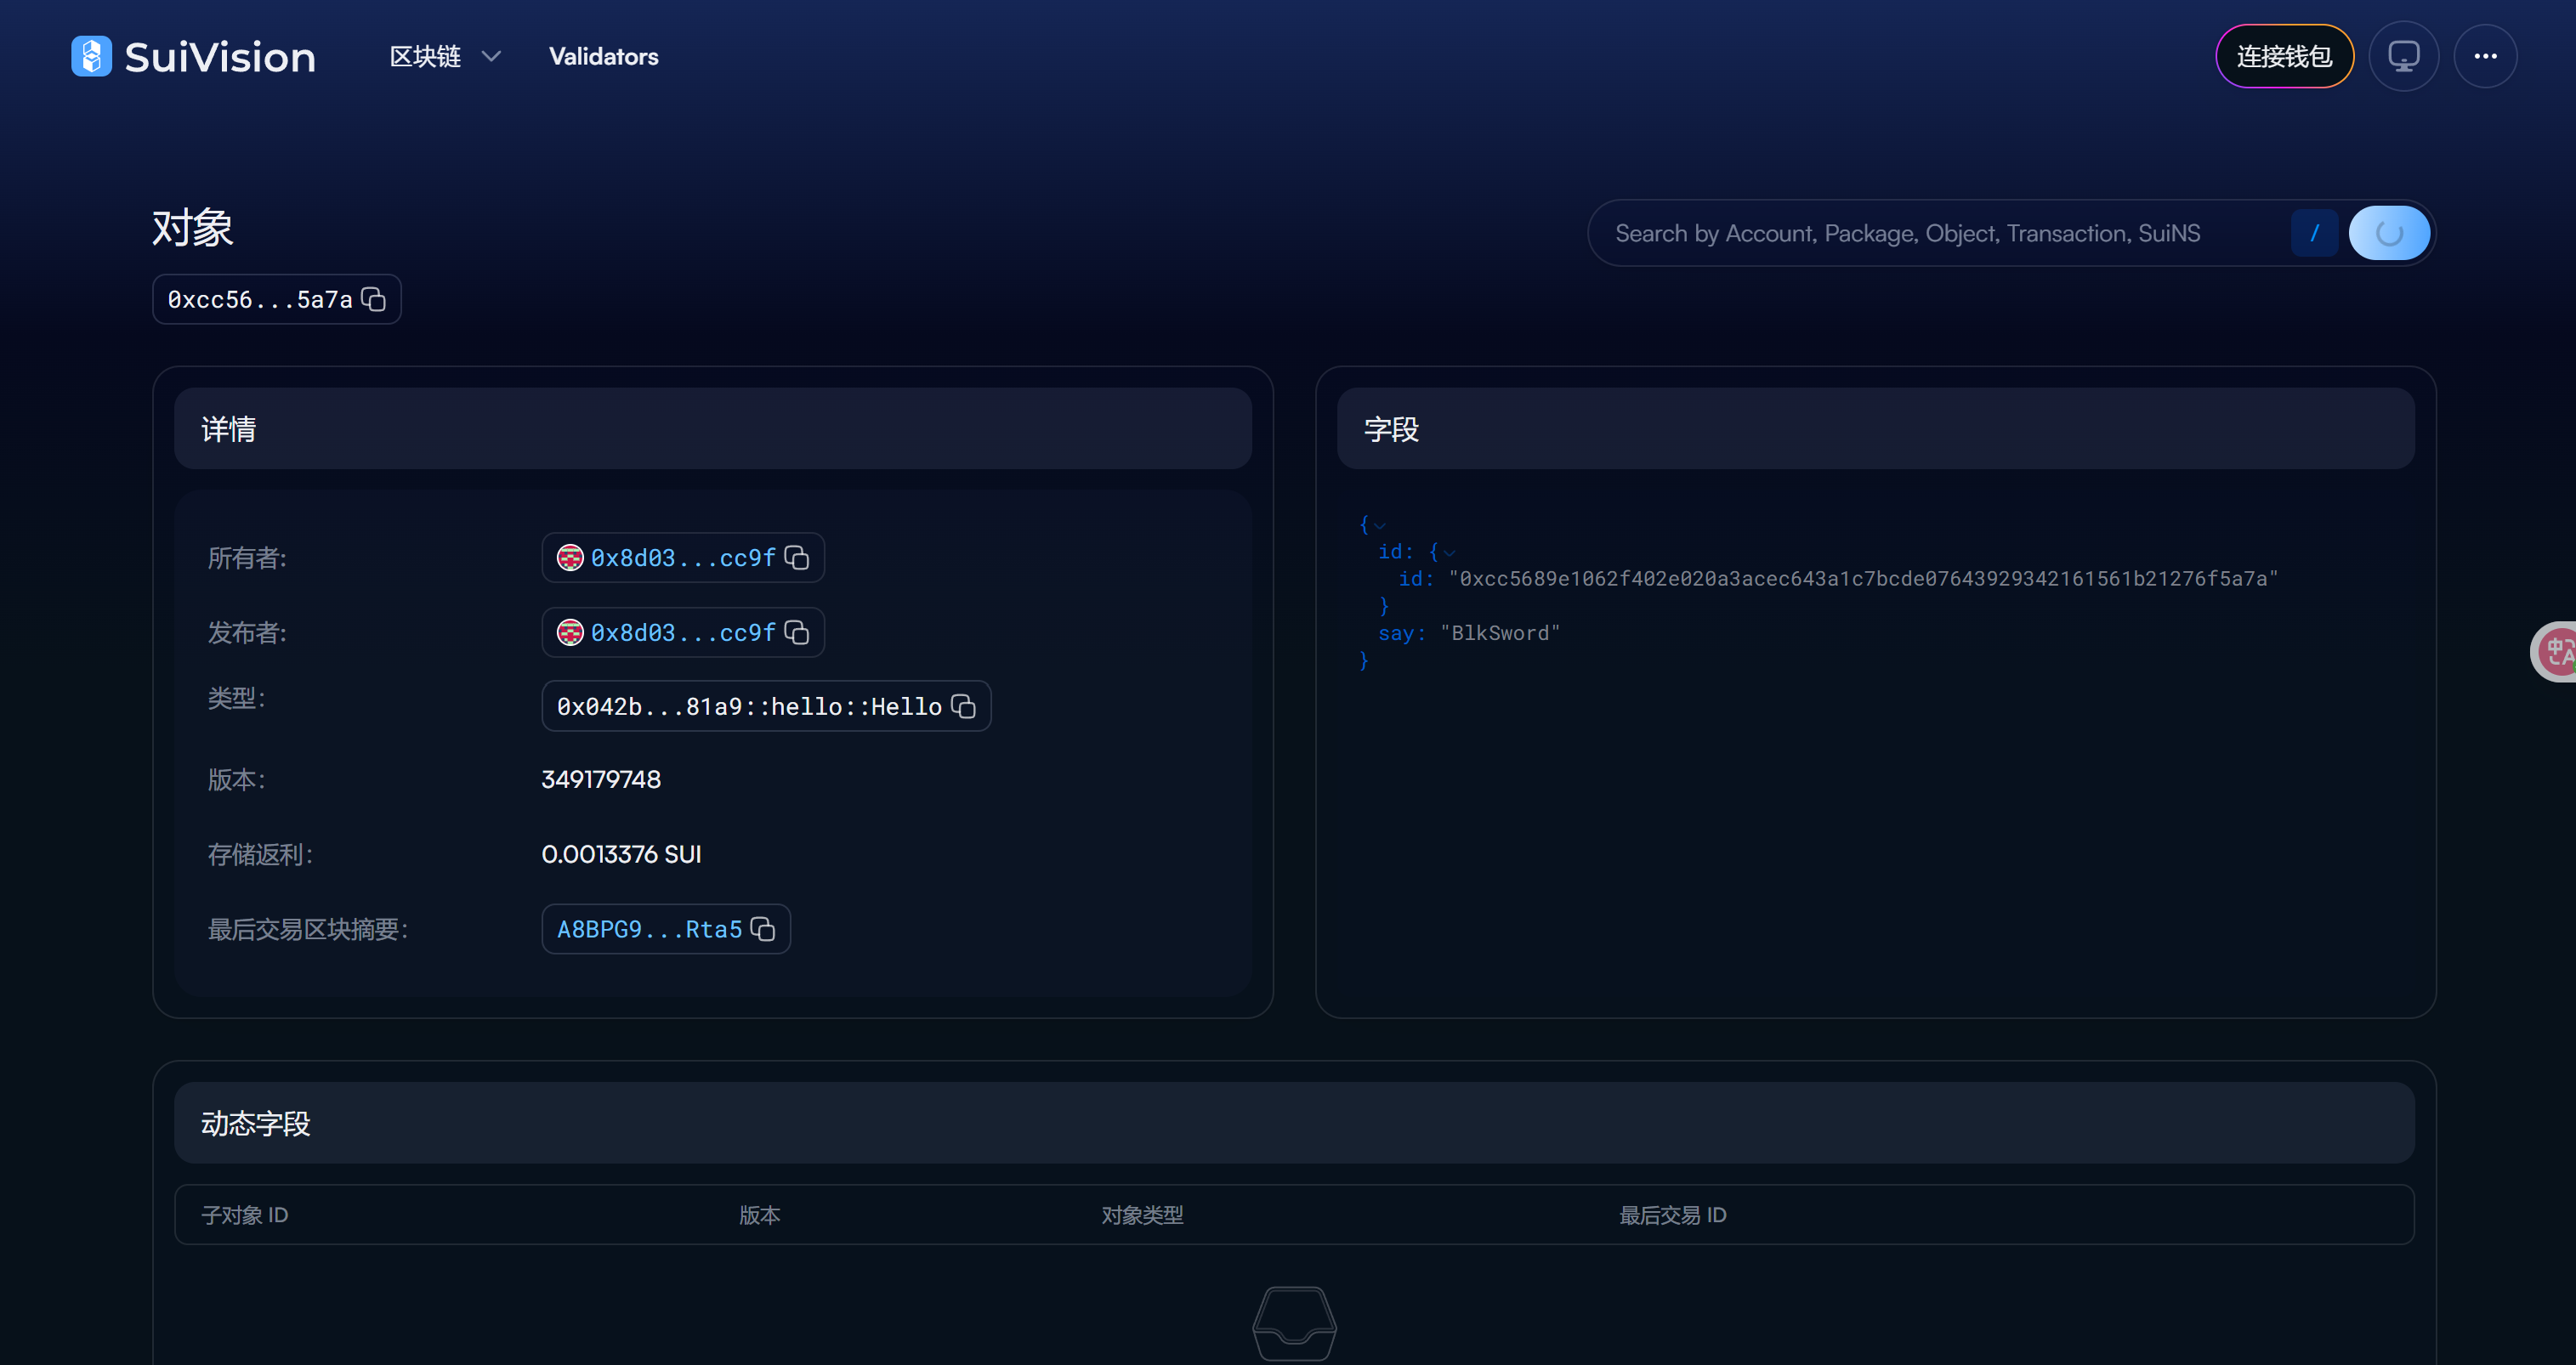 SuiVision
区块链
Validators
连接钱包
对象
Search by Account, Package, Object, Transaction, SuiNS
/
0xcc56...5a7a
详情
所有者:
0x8d03...cc9f
发布者:
0x8d03...cc9f
类型:
0x042b...81a9::hello::Hello
版本:
349179748
存储返利:
0.0013376 SUI
最后交易区块摘要:
A8BPG9...Rta5
字段
{
id: {
id: "0xcc5689e1062f402e020a3acec643a1c7bcde07643929342161561b21276f5a7a"
}
say: "BlkSword"
}
动态字段
子对象 ID
版本
对象类型
最后交易 ID
中A